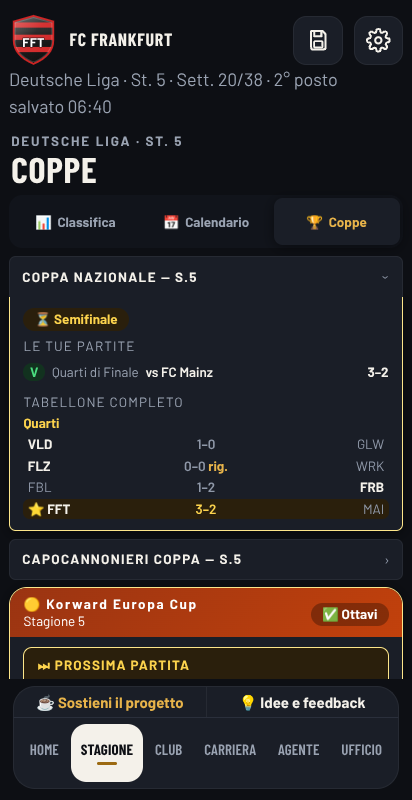 FFT
FC FRANKFURT
Deutsche Liga · St. 5 · Sett. 20/38 · 2° posto
salvato 06:40
DEUTSCHE LIGA · ST. 5
COPPE
📊 Classifica
📅 Calendario
🏆 Coppe
COPPA NAZIONALE — S.5
⏳ Semifinale
LE TUE PARTITE
V Quarti di Finale vs FC Mainz 3–2
TABELLONE COMPLETO
Quarti
VLD 1–0 GLW
FLZ 0–0 rig. WRK
FBL 1–2 FRB
⭐ FFT 3–2 MAI
CAPOCANNONIERI COPPA — S.5
🟡 Korward Europa Cup
Stagione 5
✅ Ottavi
⏭ PROSSIMA PARTITA
☕ Sostieni il progetto
💡 Idee e feedback
HOME
STAGIONE
CLUB
CARRIERA
AGENTE
UFFICIO